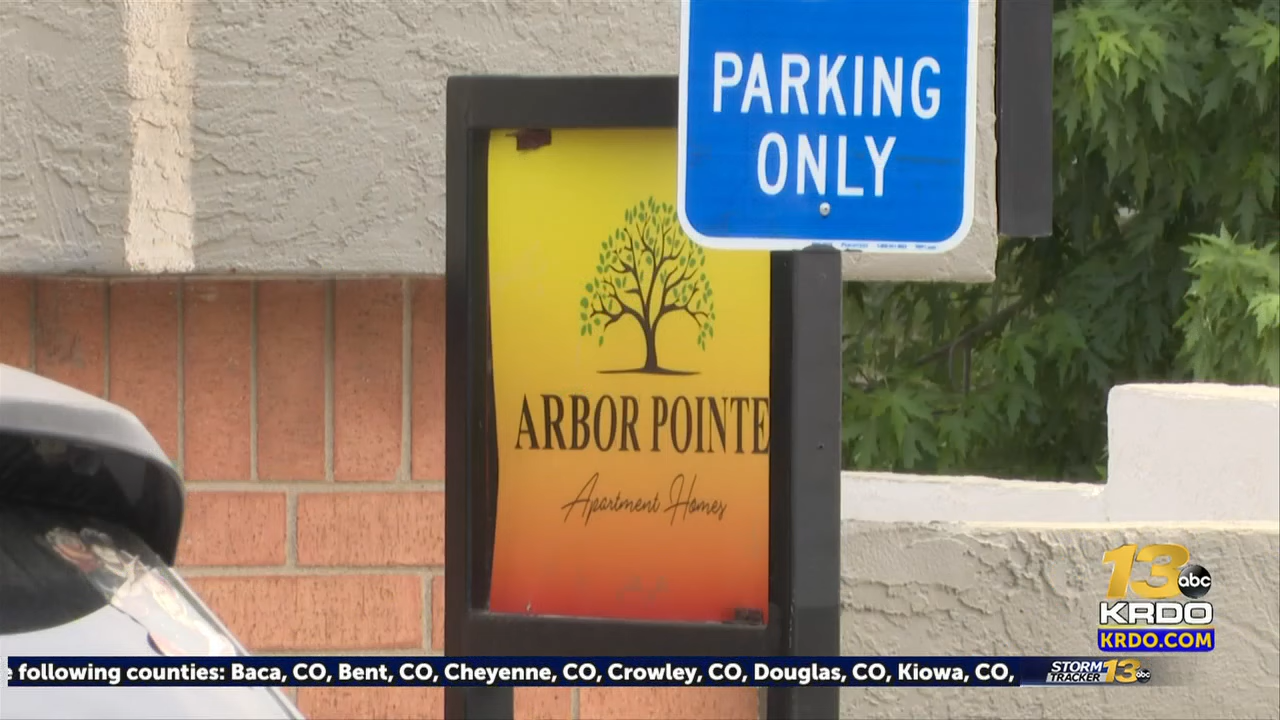 PARKING
ONLY
ARBOR POINTE
Apartment Homes
13 abc
KRDO
KRDO.COM
following counties: Baca, CO, Bent, CO, Cheyenne, CO, Crowley, CO, Douglas, CO, Kiowa, CO,
STORM TRACKER 13 abc